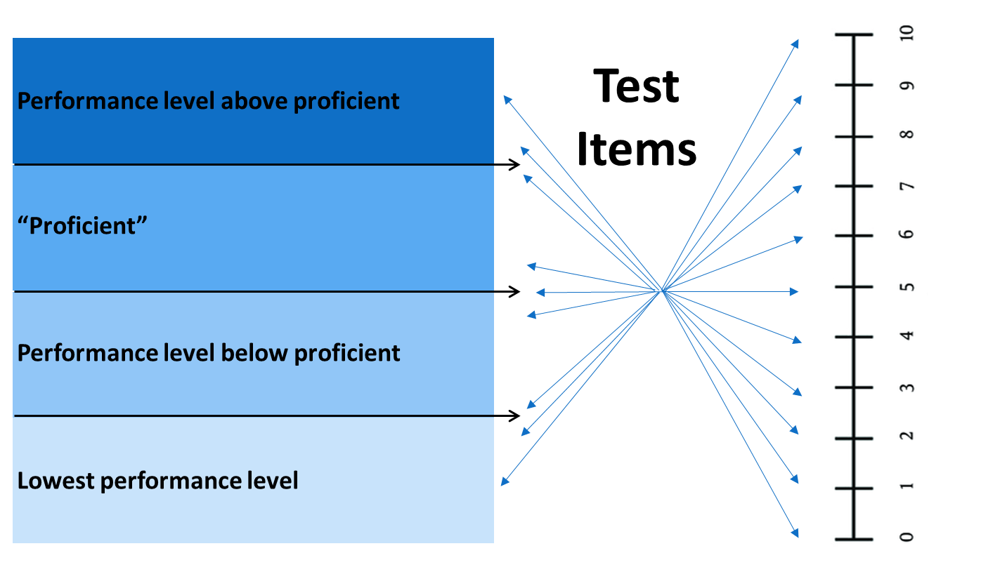 Performance level above proficient
“Proficient”
Performance level below proficient
Lowest performance level
Test
Items
10
9
8
7
6
5
4
3
2
1
0